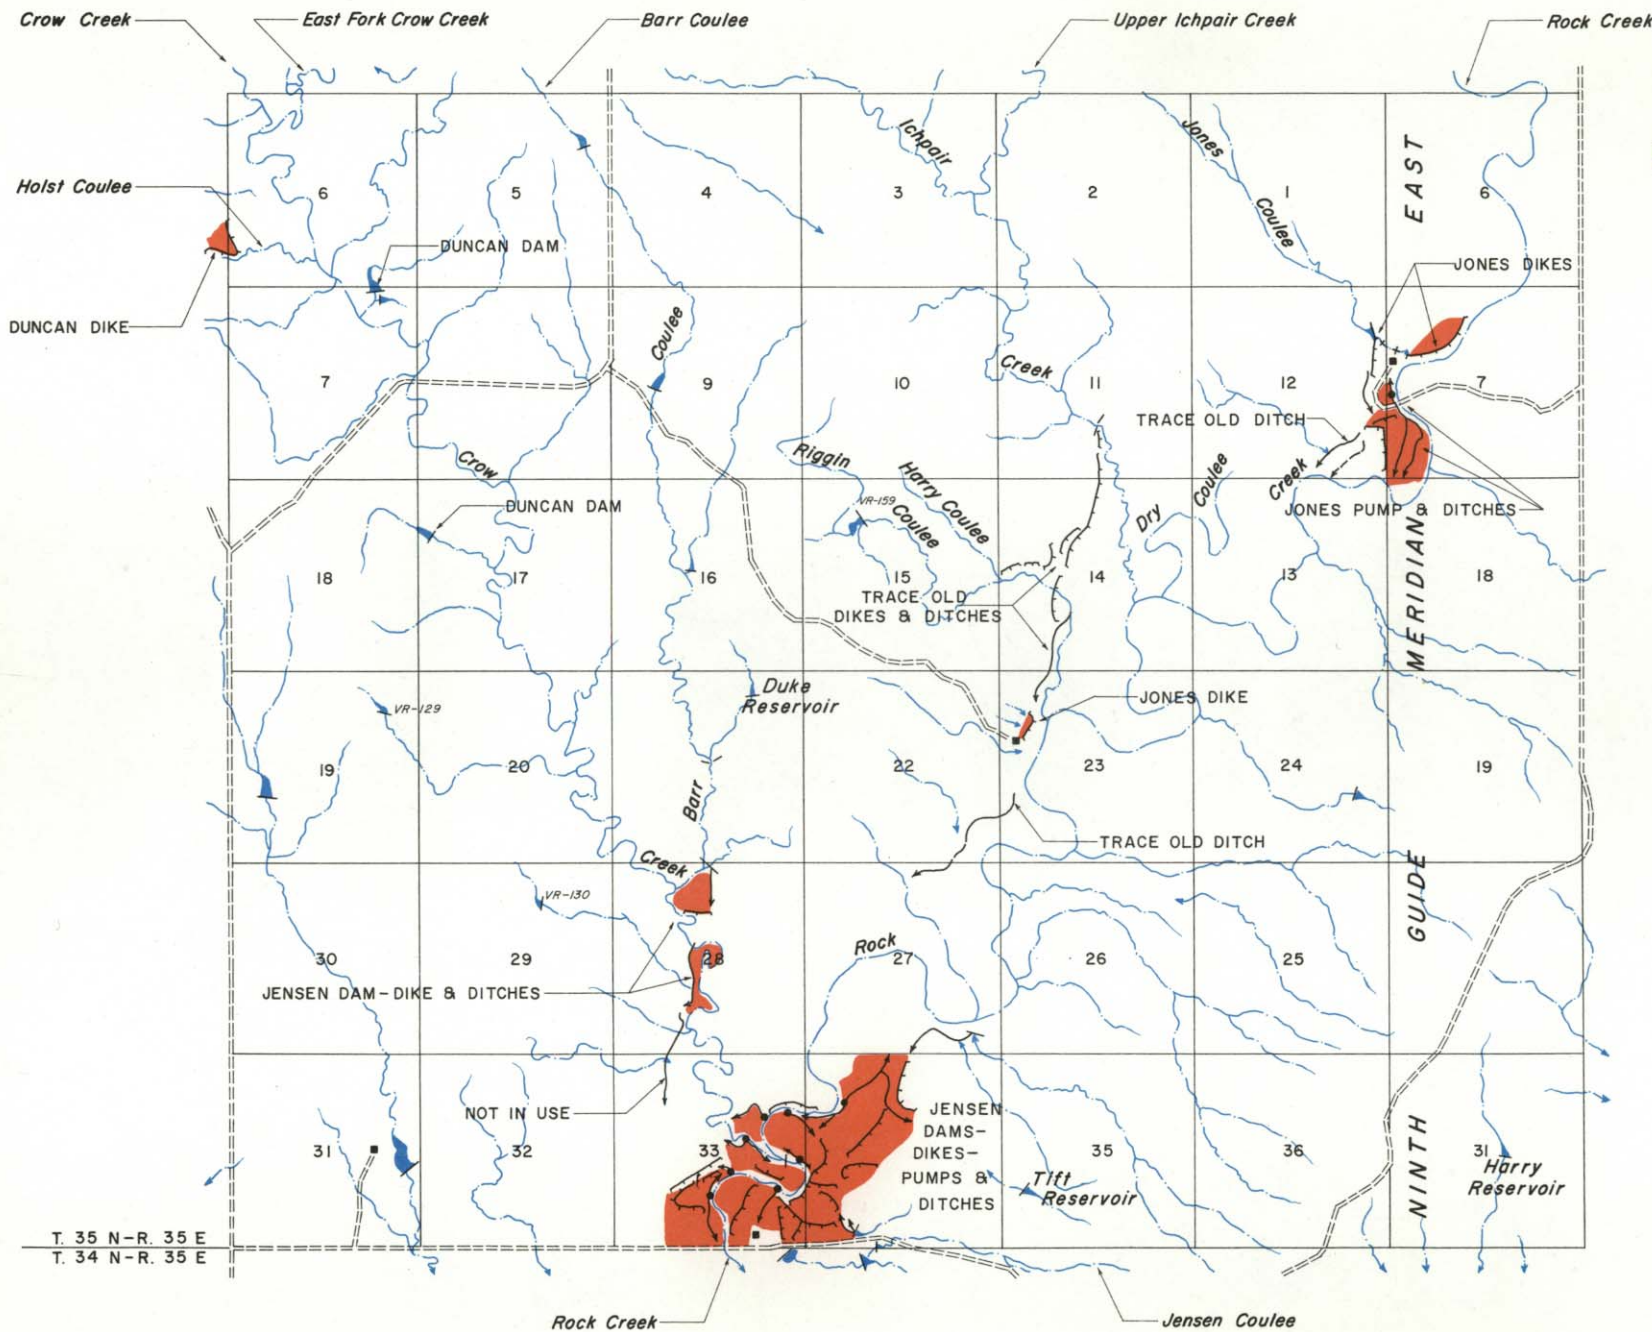 Crow Creek
East Fork Crow Creek
Barr Coulee
Upper Ichpair Creek
Rock Creek
Ichpair
Jones
Coulee
EAST
Holst Coulee
6
5
4
3
2
1
6
DUNCAN DAM
JONES DIKES
DUNCAN DIKE
Coulee
7
9
10
Creek
11
12
7
TRACE OLD DITCH
Crow
Riggin
Coulee
Harry Coulee
Dry
Coulee
Creek
VR-159
DUNCAN DAM
JONES PUMP & DITCHES
18
17
16
15
14
13
18
TRACE OLD
DIKES & DITCHES
MERIDIAN
Duke
Reservoir
JONES DIKE
VR-129
19
20
22
23
24
19
Barr
TRACE OLD DITCH
Creek
VR-130
GUIDE
Rock
30
29
28
27
26
25
JENSEN DAM-DIKE & DITCHES
NOT IN USE
JENSEN
DAMS-
DIKES-
PUMPS &
DITCHES
31
32
33
35
36
31
Tift
Reservoir
Harry
Reservoir
NINTH
T. 35 N-R. 35 E
T. 34 N-R. 35 E
Rock Creek
Jensen Coulee